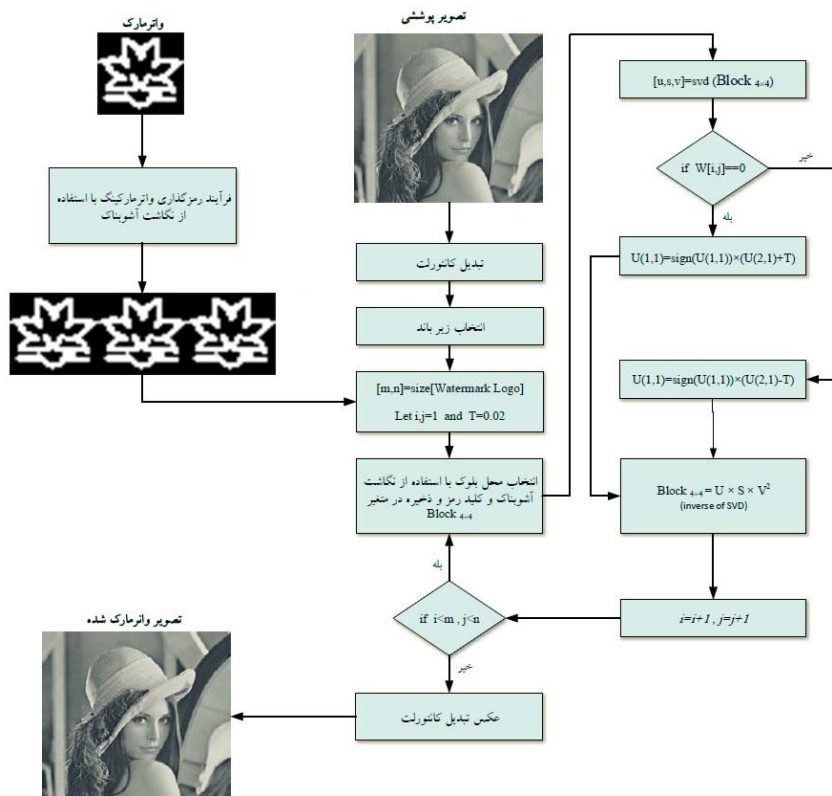 واترمارک
فرآیند رمزگذاری واترمارکینگ با استفاده
از نگاشت آشوبناک
تصویر پوششی
تبدیل کانتورلت
انتخاب زیر باند
[m,n]=size[Watermark Logo]
Let i,j=1 and T=0.02
انتخاب محل بلوک با استفاده از نگاشت
آشوبناک و کلید رمز و ذخیره در متغیر
Block 4×4
[u,s,v]=svd (Block 4×4)
if W[i,j]==0
خیر
بله
U(1,1)=sign(U(1,1))×(U(2,1)+T)
U(1,1)=sign(U(1,1))×(U(2,1)-T)
Block 4×4 = U × S × V²
(inverse of SVD)
i=i+1 , j=j+1
بله
if i<m , j<n
خیر
عکس تبدیل کانتورلت
تصویر واترمارک شده